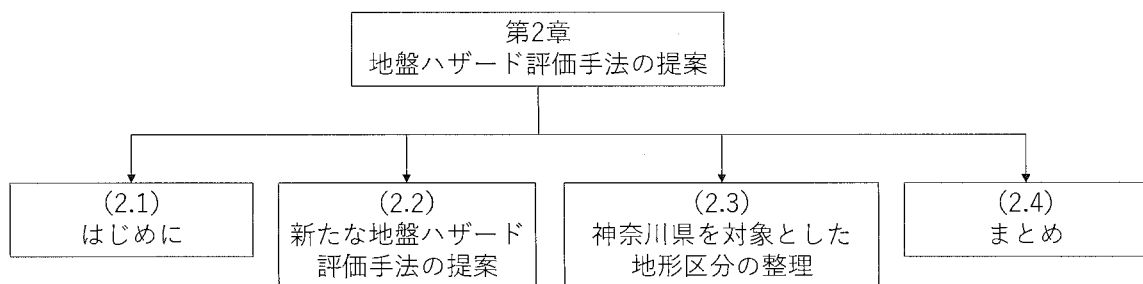 第2章
地盤ハザード評価手法の提案
(2.1)
はじめに
(2.2)
新たな地盤ハザード
評価手法の提案
(2.3)
神奈川県を対象とした
地形区分の整理
(2.4)
まとめ